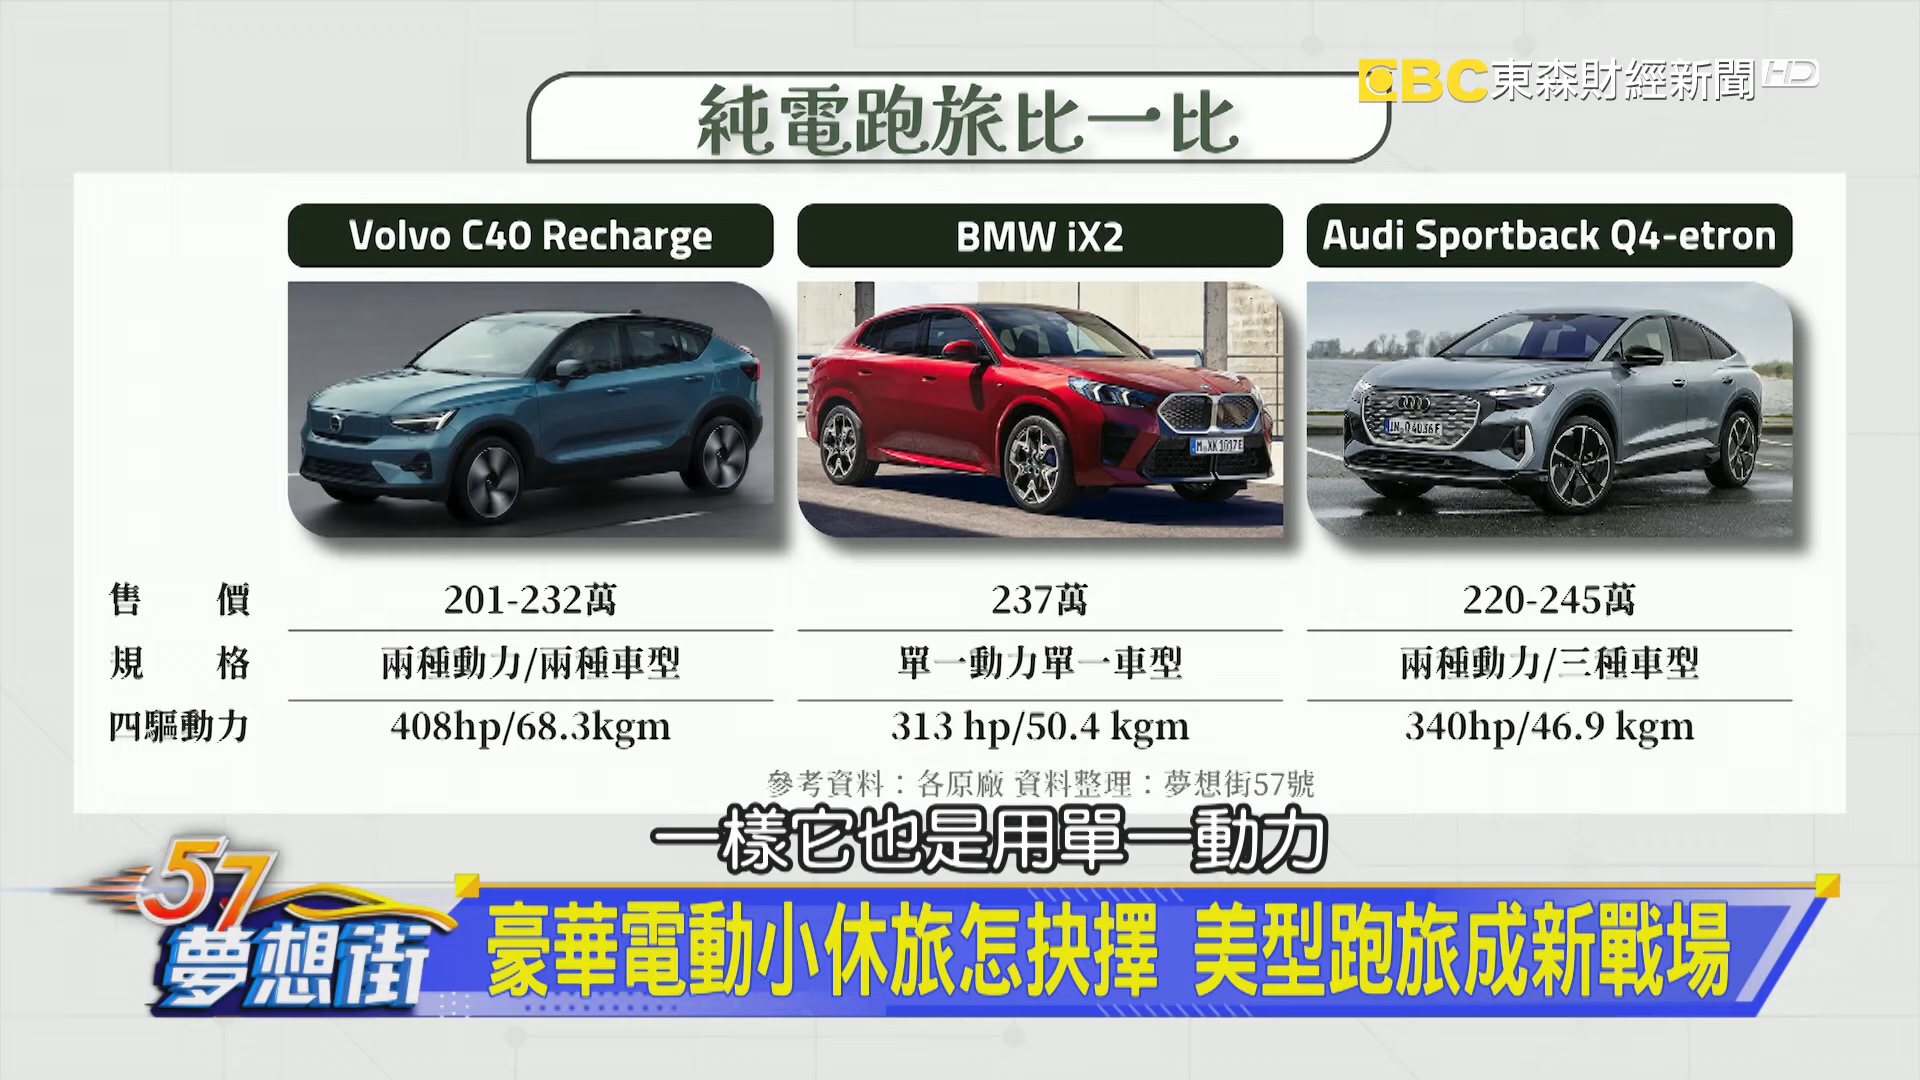 EBC東森財經新聞HD
純電跑旅比一比
Volvo C40 Recharge
BMW iX2
Audi Sportback Q4-etron
M XK 1017E
IN Q4036E
售價 201-232萬 237萬 220-245萬
規格 兩種動力/兩種車型 單一動力單一車型 兩種動力/三種車型
四驅動力 408hp/68.3kgm 313 hp/50.4 kgm 340hp/46.9 kgm
參考資料：各原廠 資料整理：夢想街57號
一樣它也是用單一動力
57
夢想街
豪華電動小休旅怎抉擇 美型跑旅成新戰場